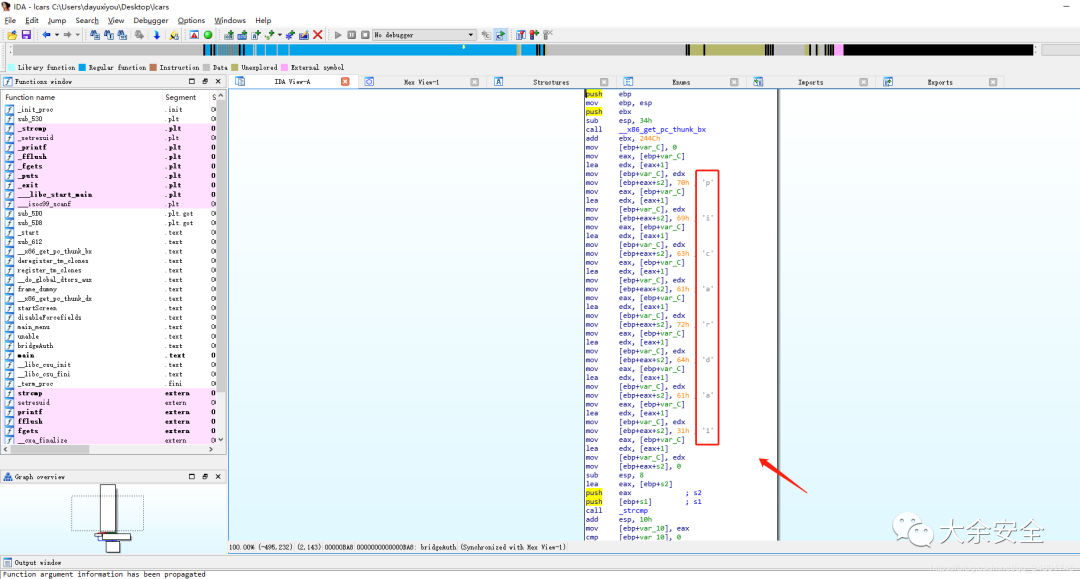 IDA - lcars C:\Users\dayuxiyou\Desktop\lcars
File Edit Jump Search View Debugger Options Windows Help
No debugger
Library function Regular function Instruction Data Unexplored External symbol
Functions window
IDA View-A Hex View-1 Structures Enums Imports Exports
Function name Segment S
_init_proc .init 0(
sub_530 .plt 0(
_strcmp .plt 0(
_setresuid .plt 0(
_printf .plt 0(
_fflush .plt 0(
_fgets .plt 0(
_puts .plt 0(
_exit .plt 0(
___libc_start_main .plt 0(
___isoc99_scanf .plt 0(
sub_5D0 .plt.got 0(
sub_5D8 .plt.got 0(
_start .text 0(
sub_612 .text 0(
__x86_get_pc_thunk_bx .text 0(
deregister_tm_clones .text 0(
register_tm_clones .text 0(
__do_global_dtors_aux .text 0(
frame_dummy .text 0(
__x86_get_pc_thunk_dx .text 0(
startScreen .text 0(
disableForcefields .text 0(
main_menu .text 0(
unable .text 0(
bridgeAuth .text 0(
main .text 0(
__libc_csu_init .text 0(
__libc_csu_fini .text 0(
_term_proc .fini 0(
strcmp extern 0(
setresuid extern 0(
printf extern 0(
fflush extern 0(
fgets extern 0(
__cxa_finalize extern 0(
push ebp
mov ebp, esp
push ebx
sub esp, 34h
call __x86_get_pc_thunk_bx
add ebx, 244Ch
mov [ebp+var_C], 0
mov eax, [ebp+var_C]
lea edx, [eax+1]
mov [ebp+var_C], edx
mov [ebp+eax+s2], 70h ; 'p'
mov eax, [ebp+var_C]
lea edx, [eax+1]
mov [ebp+var_C], edx
mov [ebp+eax+s2], 69h ; 'i'
mov eax, [ebp+var_C]
lea edx, [eax+1]
mov [ebp+var_C], edx
mov [ebp+eax+s2], 63h ; 'c'
mov eax, [ebp+var_C]
lea edx, [eax+1]
mov [ebp+var_C], edx
mov [ebp+eax+s2], 61h ; 'a'
mov eax, [ebp+var_C]
lea edx, [eax+1]
mov [ebp+var_C], edx
mov [ebp+eax+s2], 72h ; 'r'
mov eax, [ebp+var_C]
lea edx, [eax+1]
mov [ebp+var_C], edx
mov [ebp+eax+s2], 64h ; 'd'
mov eax, [ebp+var_C]
lea edx, [eax+1]
mov [ebp+var_C], edx
mov [ebp+eax+s2], 61h ; 'a'
mov eax, [ebp+var_C]
lea edx, [eax+1]
mov [ebp+var_C], edx
mov [ebp+eax+s2], 31h ; '1'
mov eax, [ebp+var_C]
lea edx, [eax+1]
mov [ebp+var_C], edx
mov [ebp+eax+s2], 0
sub esp, 8
lea eax, [ebp+s2]
push eax ; s2
push [ebp+s1] ; s1
call _strcmp
add esp, 10h
mov [ebp+var_10], eax
cmp [ebp+var_10], 0
Graph overview
100.00% (-495,232) (2,143) 00000BA8 0000000000000BA8: bridgeAuth (Synchronized with Hex View-1)
大余安全
Output window
Function argument information has been propagated